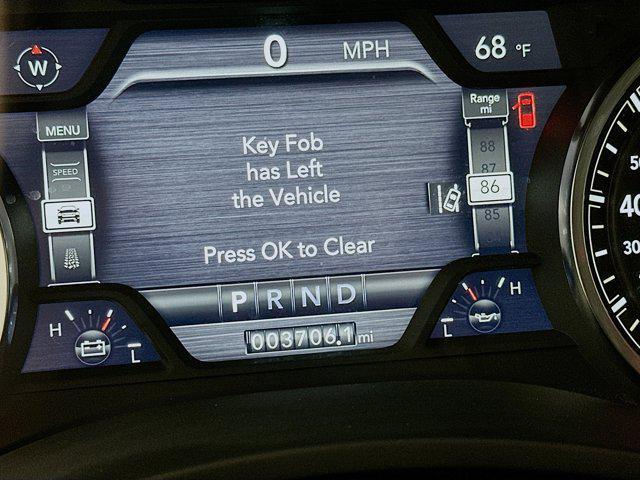 0 MPH
68 °F
W
MENU
Range
mi
SPEED
Key Fob
has Left
the Vehicle
88
87
86
85
Press OK to Clear
P R N D
003706.1 mi
H
L
H
L
40